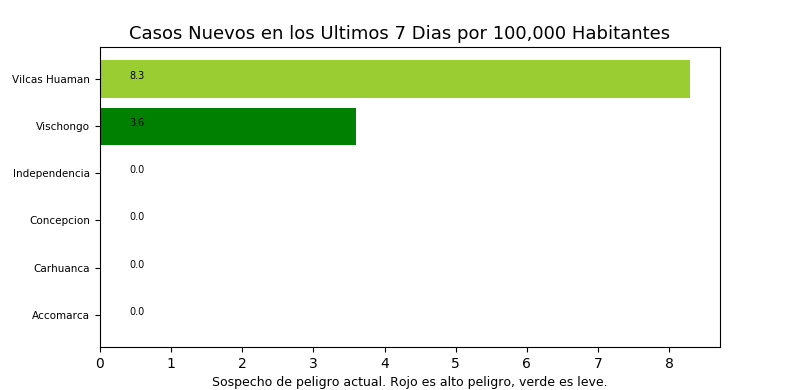 Casos Nuevos en los Ultimos 7 Dias por 100,000 Habitantes
Vilcas Huaman 8.3
Vischongo 3.6
Independencia 0.0
Concepcion 0.0
Carhuanca 0.0
Accomarca 0.0
0 1 2 3 4 5 6 7 8
Sospecho de peligro actual. Rojo es alto peligro, verde es leve.